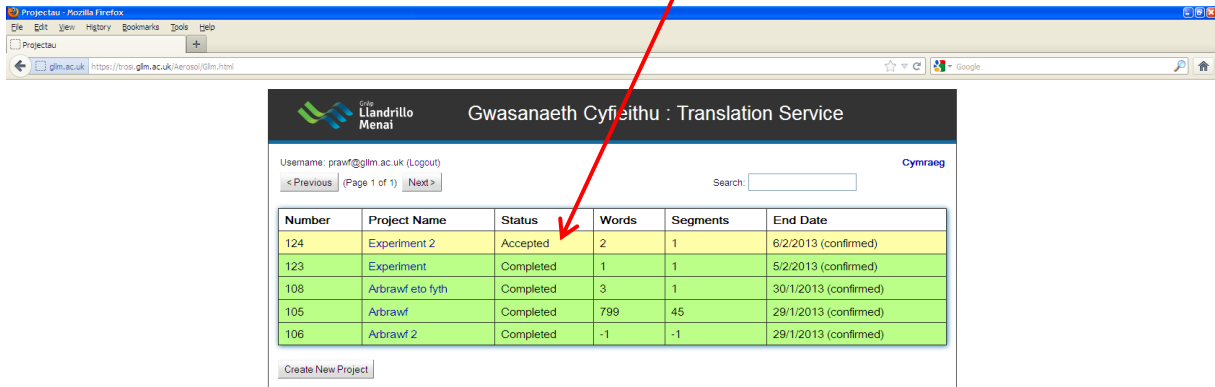 Projectau - Mozilla Firefox
File Edit View History Bookmarks Tools Help
Projectau +
glim.ac.uk https://trosi.glim.ac.uk/Aerosol/Glim.html Google
Grŵp
Llandrillo
Menai
Gwasanaeth Cyfieithu : Translation Service
Username: prawf@gllm.ac.uk (Logout) Cymraeg
< Previous (Page 1 of 1) Next > Search:
Number Project Name Status Words Segments End Date
124 Experiment 2 Accepted 2 1 6/2/2013 (confirmed)
123 Experiment Completed 1 1 5/2/2013 (confirmed)
108 Arbrawf eto fyth Completed 3 1 30/1/2013 (confirmed)
105 Arbrawf Completed 799 45 29/1/2013 (confirmed)
106 Arbrawf 2 Completed -1 -1 29/1/2013 (confirmed)
Create New Project